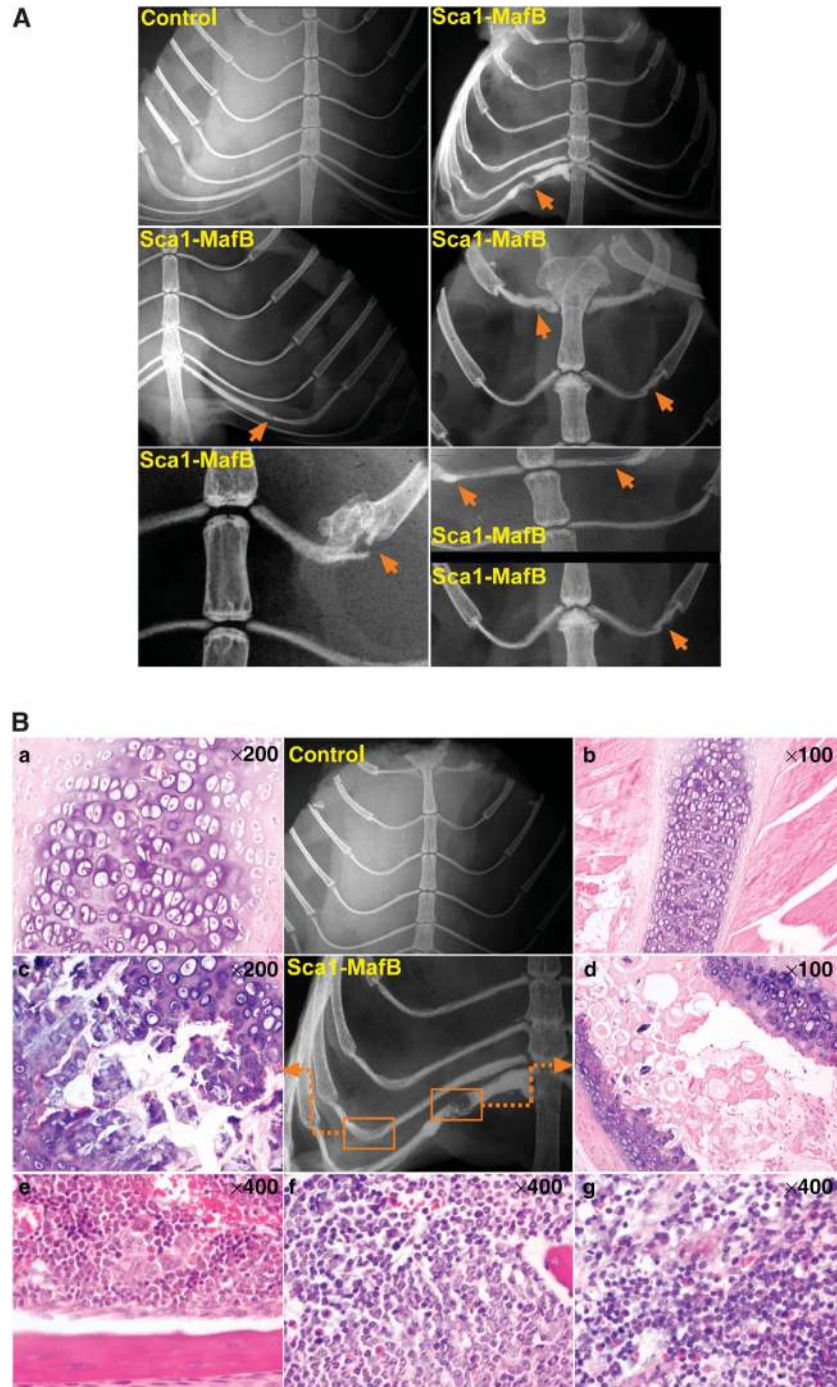 A
Control
Sca1-MafB
Sca1-MafB
Sca1-MafB
Sca1-MafB
Sca1-MafB
Sca1-MafB
B
a
×200
Control
b
×100
c
×200
Sca1-MafB
d
×100
e
×400
f
×400
g
×400